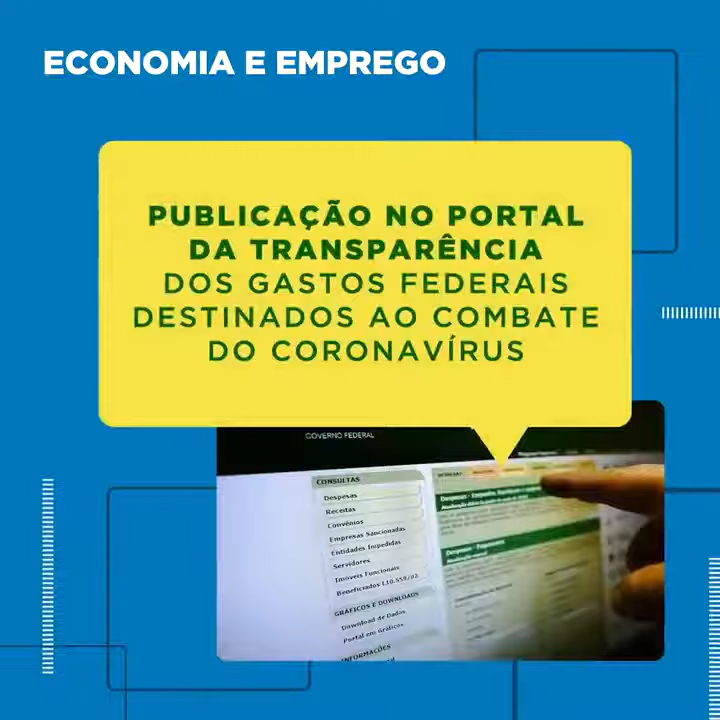 ECONOMIA E EMPREGO
PUBLICAÇÃO NO PORTAL
DA TRANSPARÊNCIA
DOS GASTOS FEDERAIS
DESTINADOS AO COMBATE
DO CORONAVÍRUS
GOVERNO FEDERAL
CONSULTAS
Despesas
Receitas
Convênios
Empresas Sancionadas
Entidades Impedidas
Servidores
Imóveis Funcionais
Beneficiados L10.559/02
GRÁFICOS E DOWNLOADS
Download de Dados
Portal em Gráficos
INFORMAÇÕES